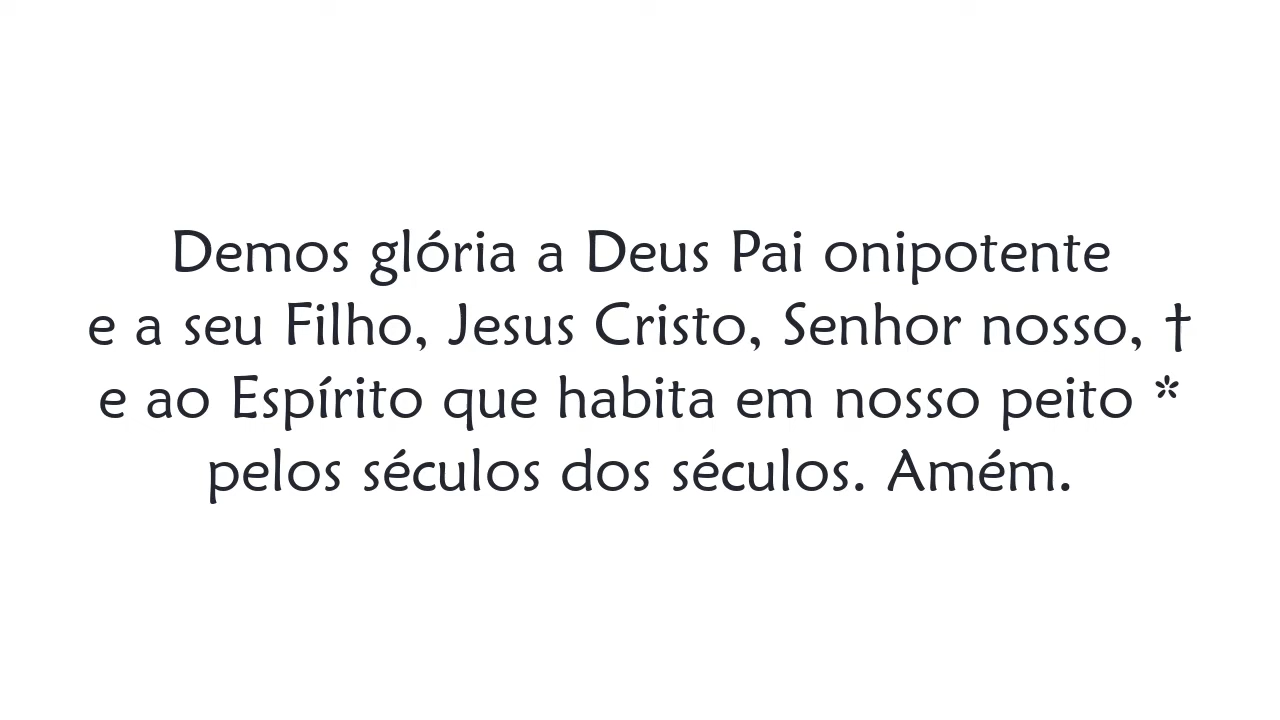 Demos glória a Deus Pai onipotente
e a seu Filho, Jesus Cristo, Senhor nosso, †
e ao Espírito que habita em nosso peito *
pelos séculos dos séculos. Amém.